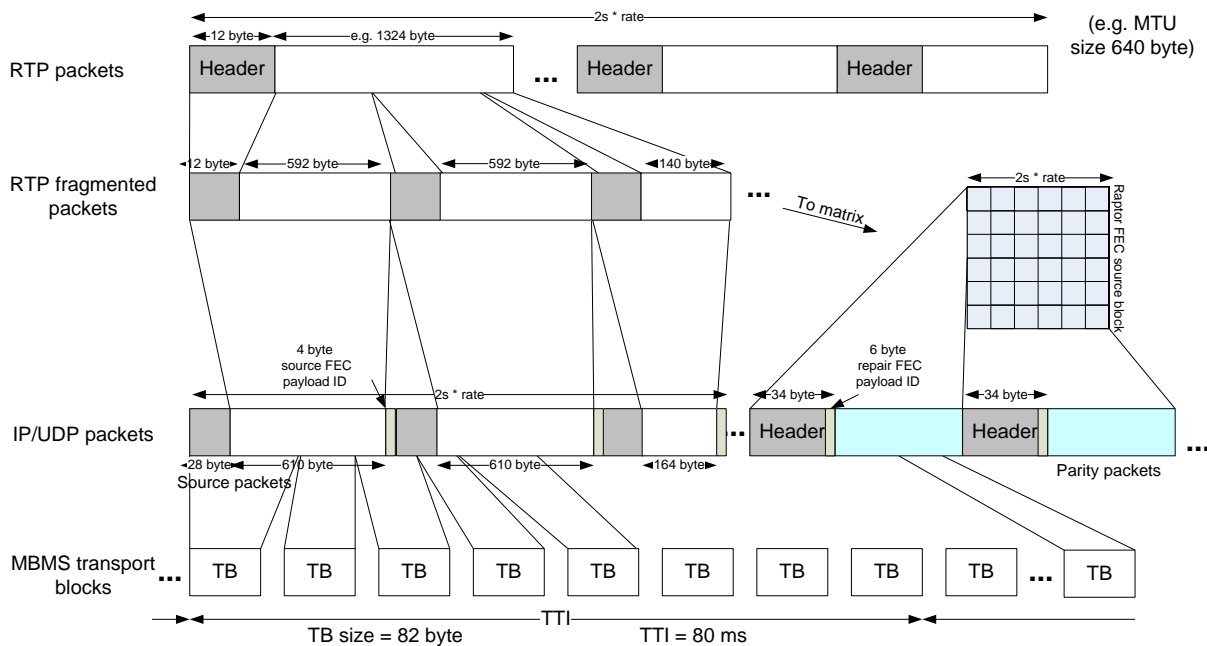 2s * rate
(e.g. MTU
size 640 byte)
12 byte
e.g. 1324 byte
RTP packets
Header
...
Header
Header
12 byte
592 byte
592 byte
140 byte
RTP fragmented
packets
...
To matrix
2s * rate
Raptor FEC source block
4 byte
source FEC
payload ID
6 byte
repair FEC
payload ID
2s * rate
34 byte
34 byte
IP/UDP packets
...
Header
Header
...
28 byte
610 byte
610 byte
164 byte
Source packets
Parity packets
MBMS transport
blocks
...
TB
TB
TB
TB
TB
TB
TB
TB
TB
...
TB
TTI
TB size = 82 byte
TTI = 80 ms